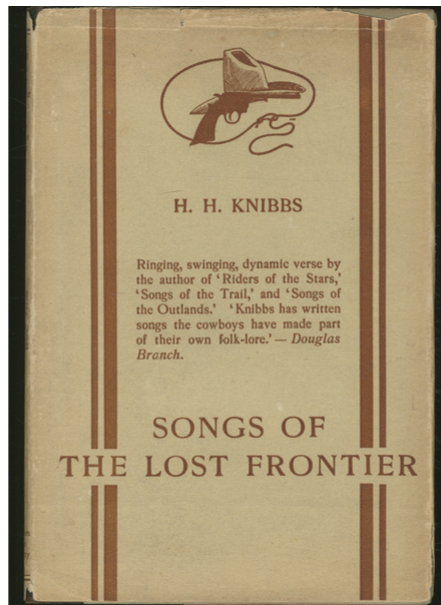 H. H. KNIBBS
Ringing, swinging, dynamic verse by
the author of ‘Riders of the Stars,’
‘Songs of the Trail,’ and ‘Songs of
the Outlands.’ ‘Knibbs has written
songs the cowboys have made part
of their own folk-lore.’ — Douglas
Branch.
SONGS OF
THE LOST FRONTIER